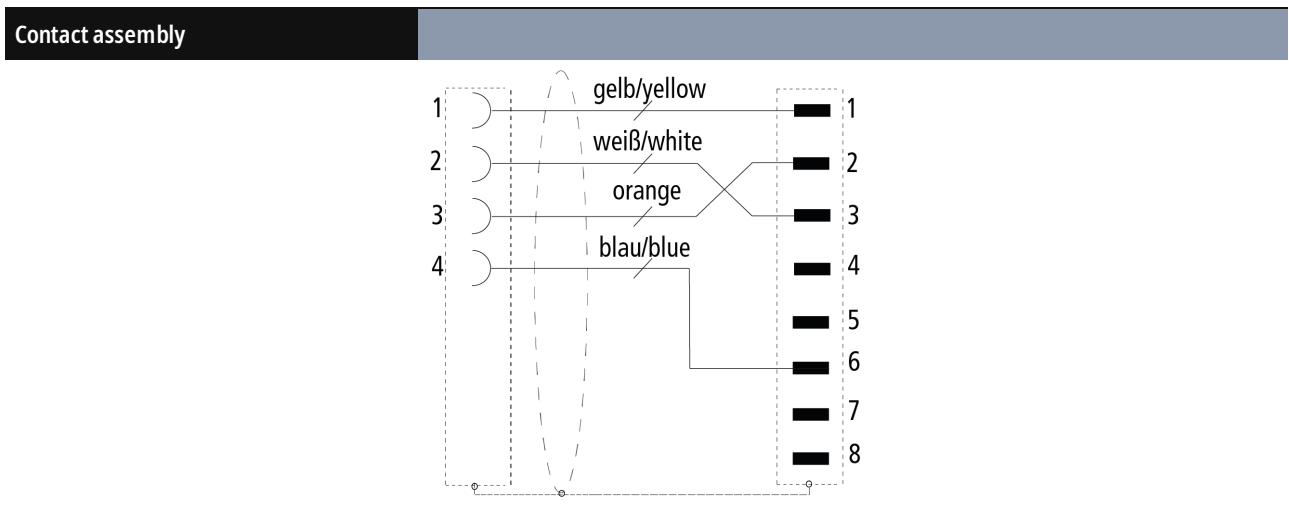 Contact assembly
1 gelb/yellow 1
2 weiß/white 2
3 orange 3
4 blau/blue 4
5
6
7
8